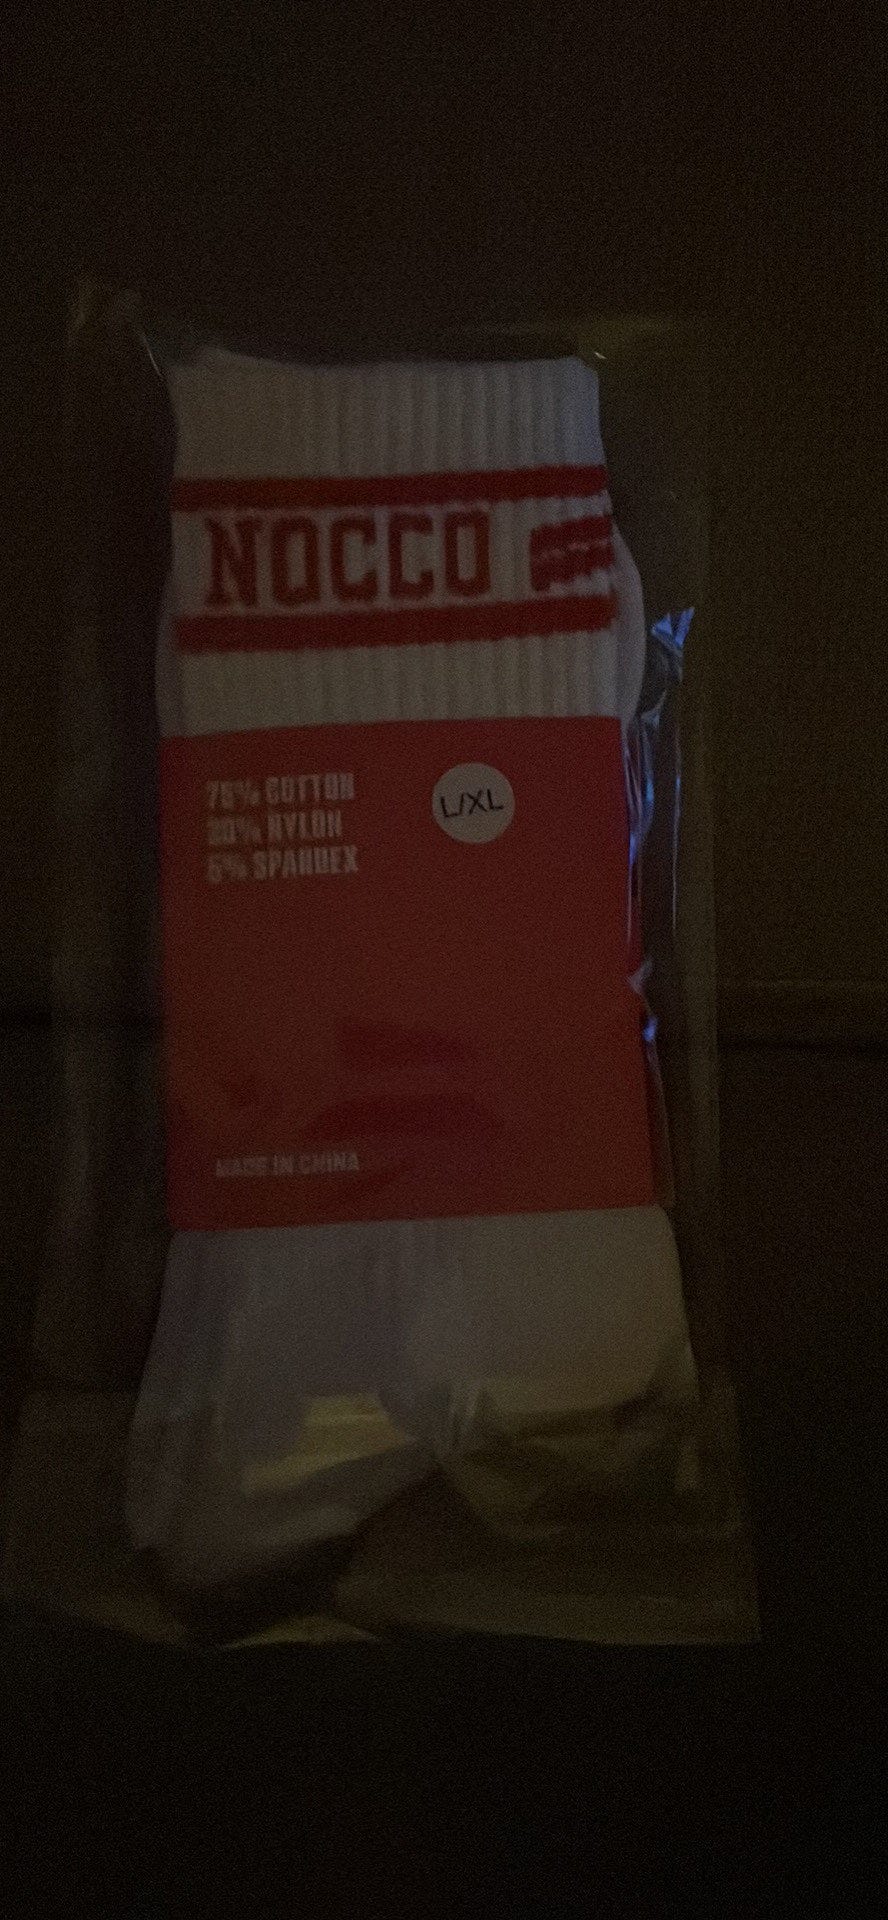 NOCCO
L/XL
75% COTTON
20% NYLON
5% SPANDEX
MADE IN CHINA